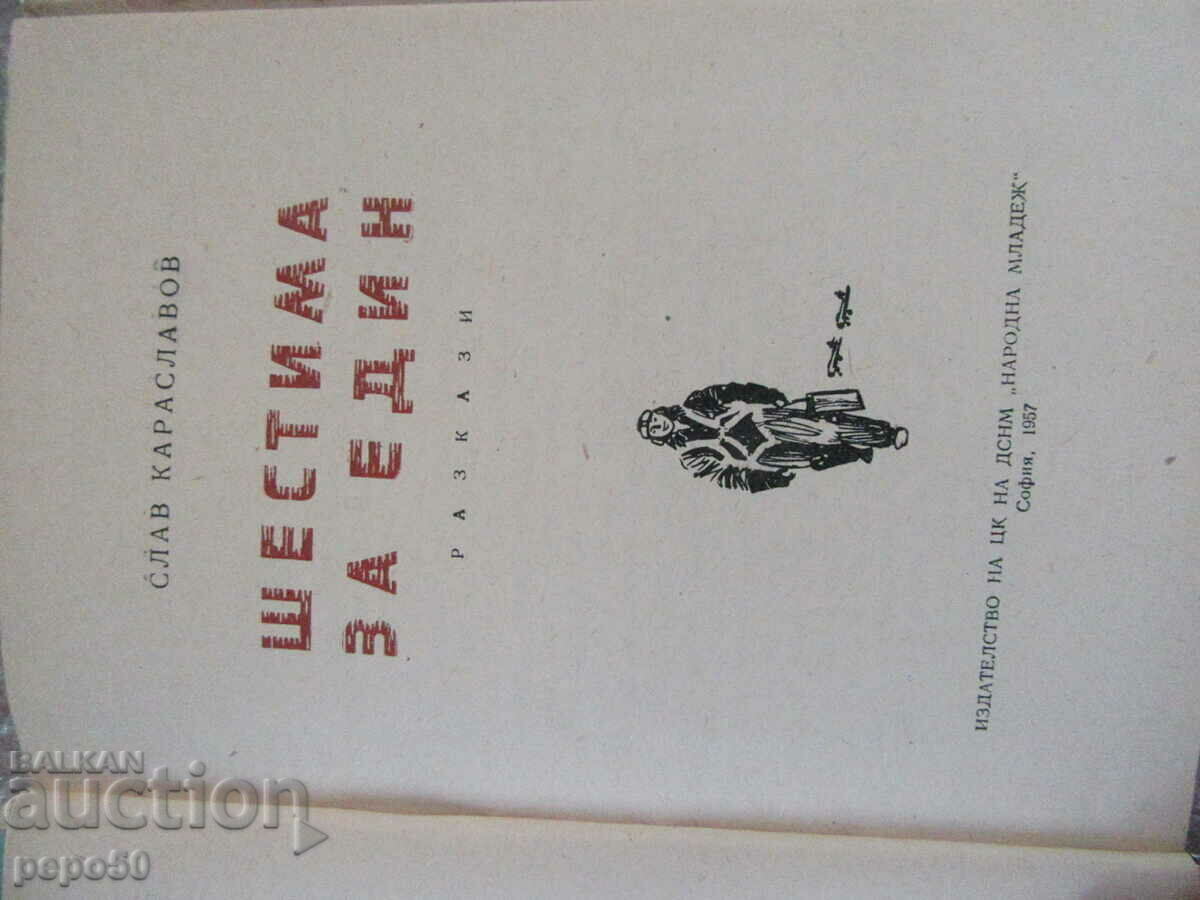 СЛАВ КАРАСЛАВОВ
ШЕСТИМА
ЗА ЕДИН
РАЗКАЗИ
ИЗДАТЕЛСТВО НА ЦК НА ДСНМ „НАРОДНА МЛАДЕЖ“
София, 1957
BALKAN
auction
pepo50